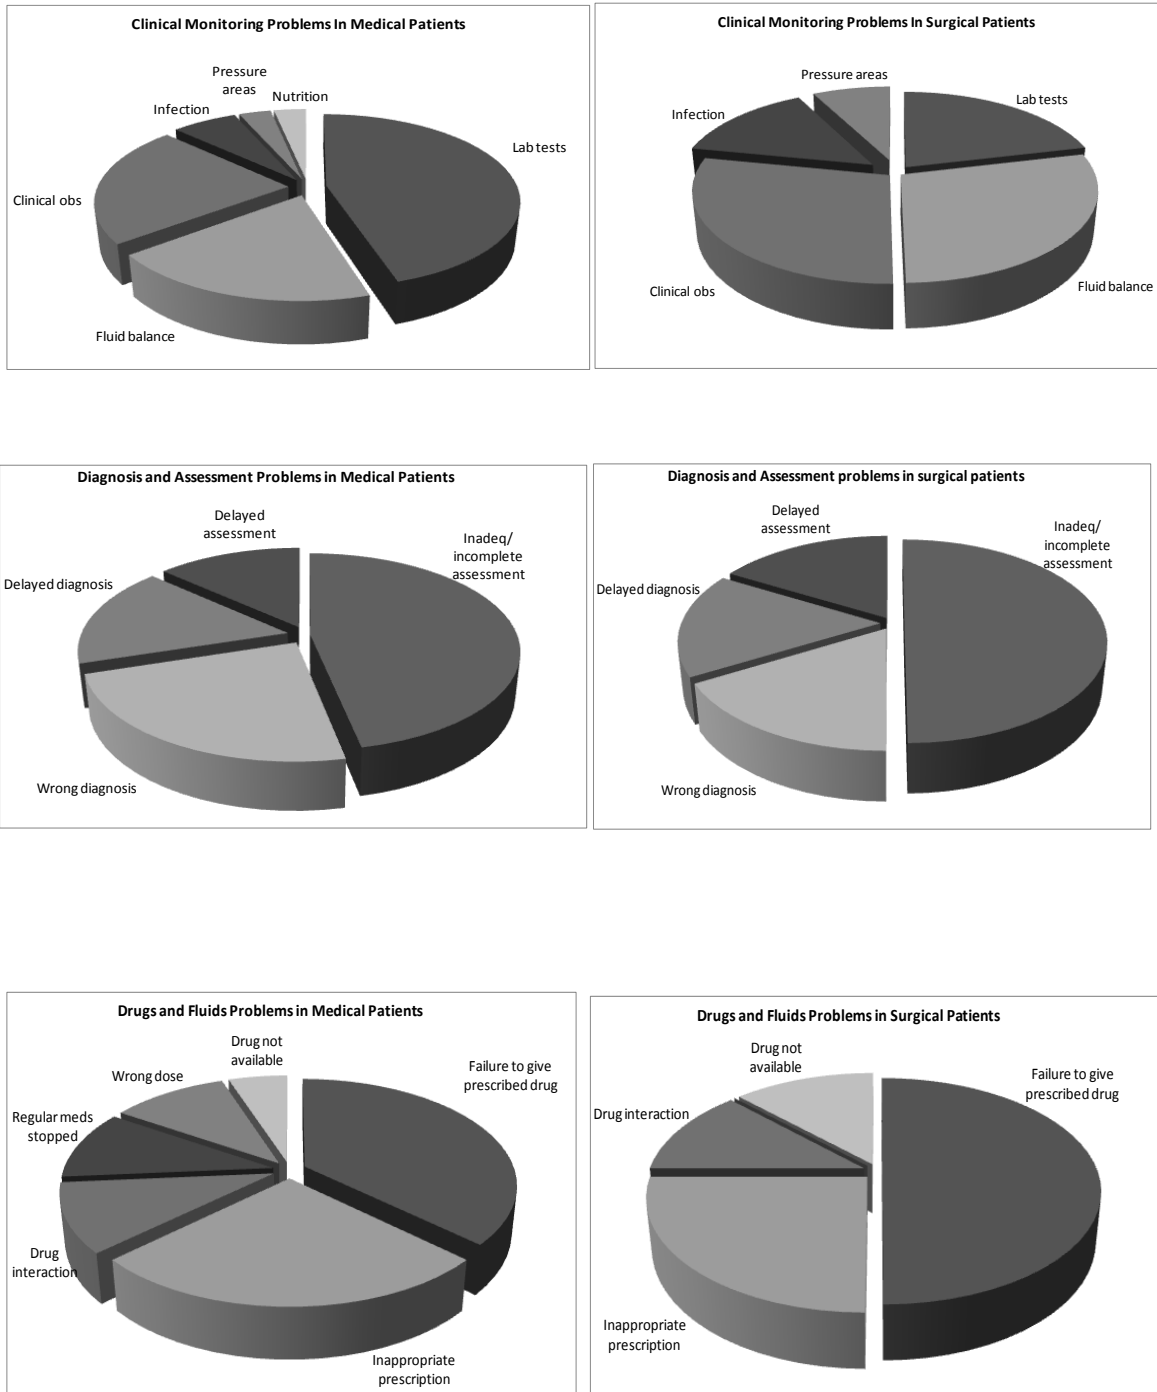 Clinical Monitoring Problems In Medical Patients
Pressure
areas
Nutrition
Infection
Lab tests
Clinical obs
Fluid balance
Clinical Monitoring Problems In Surgical Patients
Pressure areas
Lab tests
Infection
Clinical obs
Fluid balance
Diagnosis and Assessment Problems in Medical Patients
Delayed
assessment
Inadeq/
incomplete
assessment
Delayed diagnosis
Wrong diagnosis
Diagnosis and Assessment problems in surgical patients
Delayed
assessment
Inadeq/
incomplete
assessment
Delayed diagnosis
Wrong diagnosis
Drugs and Fluids Problems in Medical Patients
Drug not
available
Failure to give
prescribed drug
Wrong dose
Regular meds
stopped
Drug
interaction
Inappropriate
prescription
Drugs and Fluids Problems in Surgical Patients
Drug not
available
Failure to give
prescribed drug
Drug interaction
Inappropriate
prescription